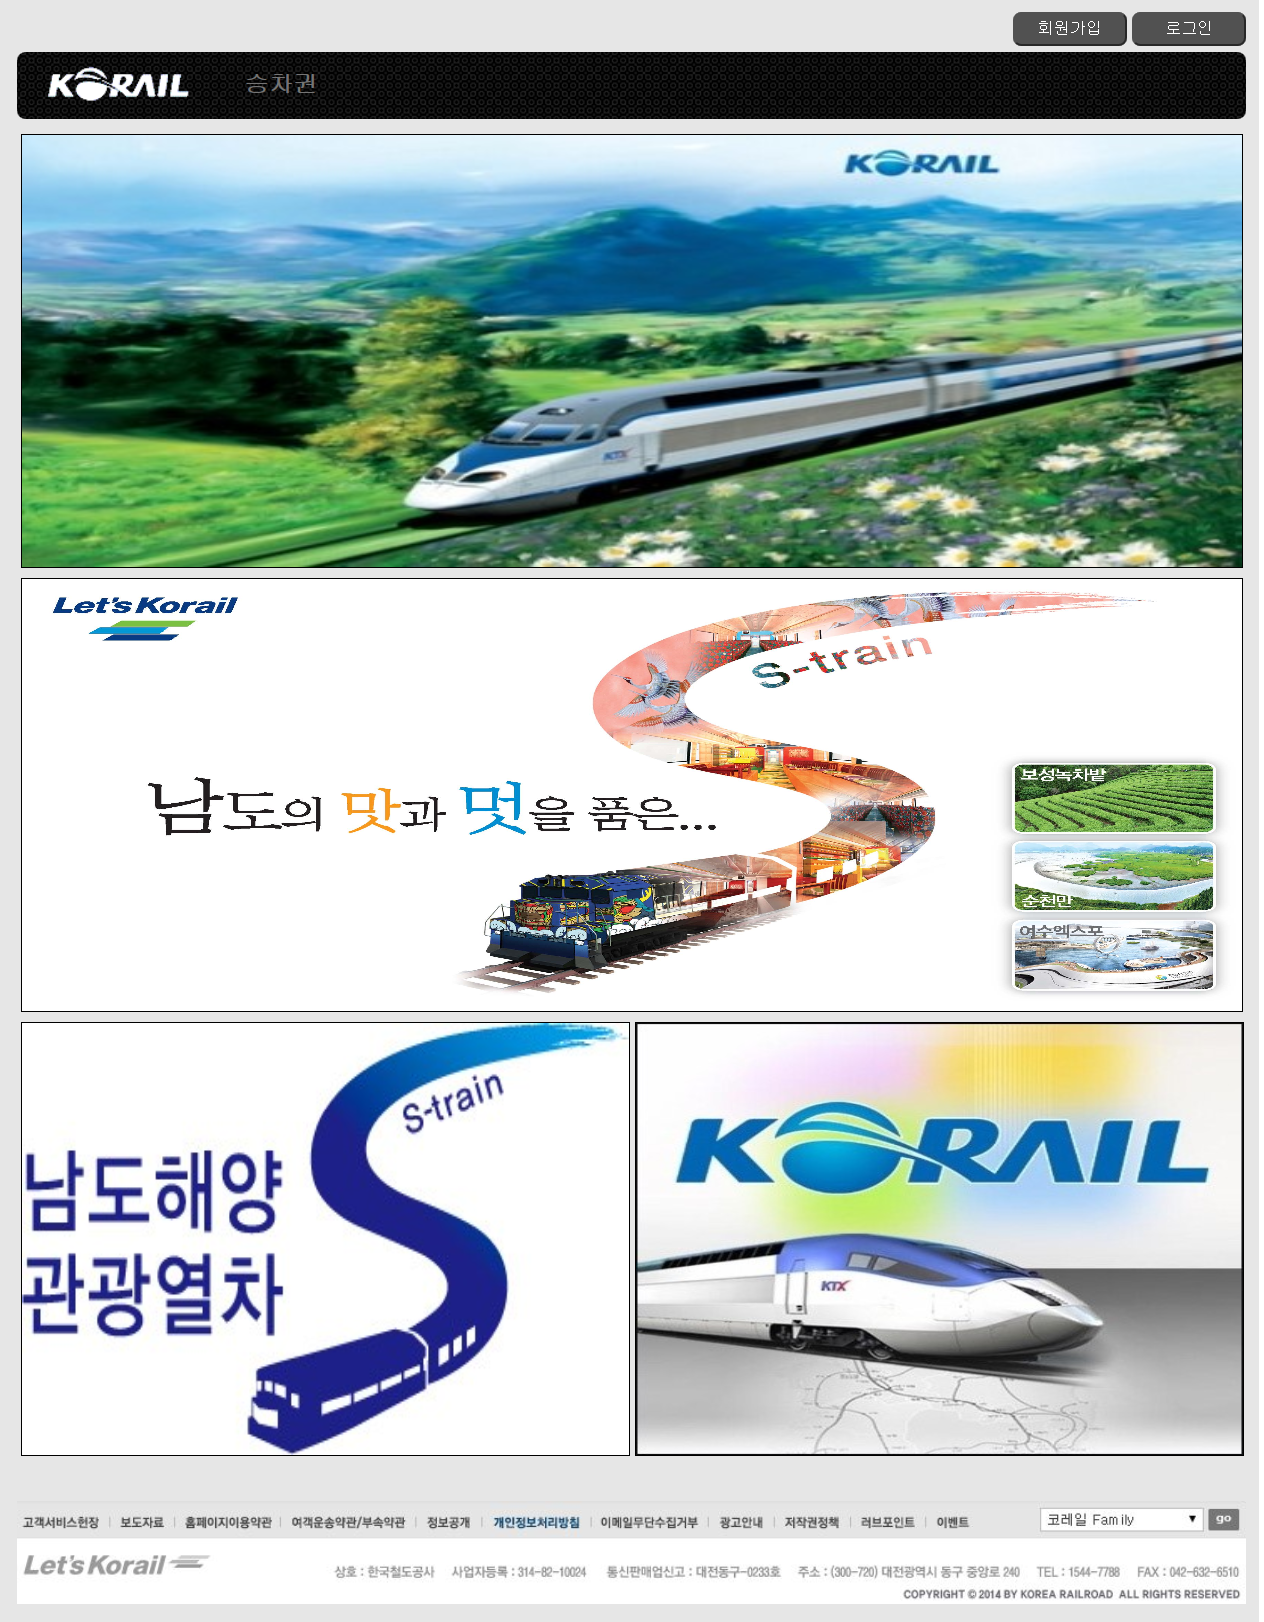 회원가입 로그인
KORAIL 승차권
KORAIL
KTX
Let's Korail
S-train
남도의 맛과 멋을 품은...
보성녹차밭
순천만
여수엑스포
S-train
남도해양
관광열차
KORAIL
KTX
고객서비스헌장 | 보도자료 | 홈페이지이용약관 | 여객운송약관/부속약관 | 정보공개 | 개인정보처리방침 | 이메일무단수집거부 | 광고안내 | 저작권정책 | 러브포인트 | 이벤트
코레일 Family ▼ go
Let's Korail
상호 : 한국철도공사 사업자등록 : 314-82-10024 통신판매업신고 : 대전동구-0233호 주소 : (300-720) 대전광역시 동구 중앙로 240 TEL : 1544-7788 FAX : 042-632-6510
COPYRIGHT © 2014 BY KOREA RAILROAD ALL RIGHTS RESERVED